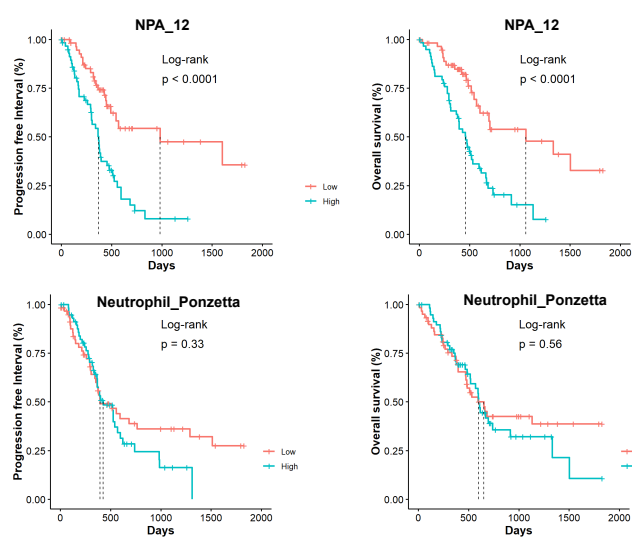 NPA_12
Log-rank
p < 0.0001
Progression free Interval (%)
1.00
0.75
0.50
0.25
0.00
0
500
1000
1500
2000
Days
Low
High
NPA_12
Log-rank
p < 0.0001
Overall survival (%)
1.00
0.75
0.50
0.25
0.00
0
500
1000
1500
2000
Days
Neutrophil_Ponzetta
Log-rank
p = 0.33
Progression free Interval (%)
1.00
0.75
0.50
0.25
0.00
0
500
1000
1500
2000
Days
Low
High
Neutrophil_Ponzetta
Log-rank
p = 0.56
Overall survival (%)
1.00
0.75
0.50
0.25
0.00
0
500
1000
1500
2000
Days